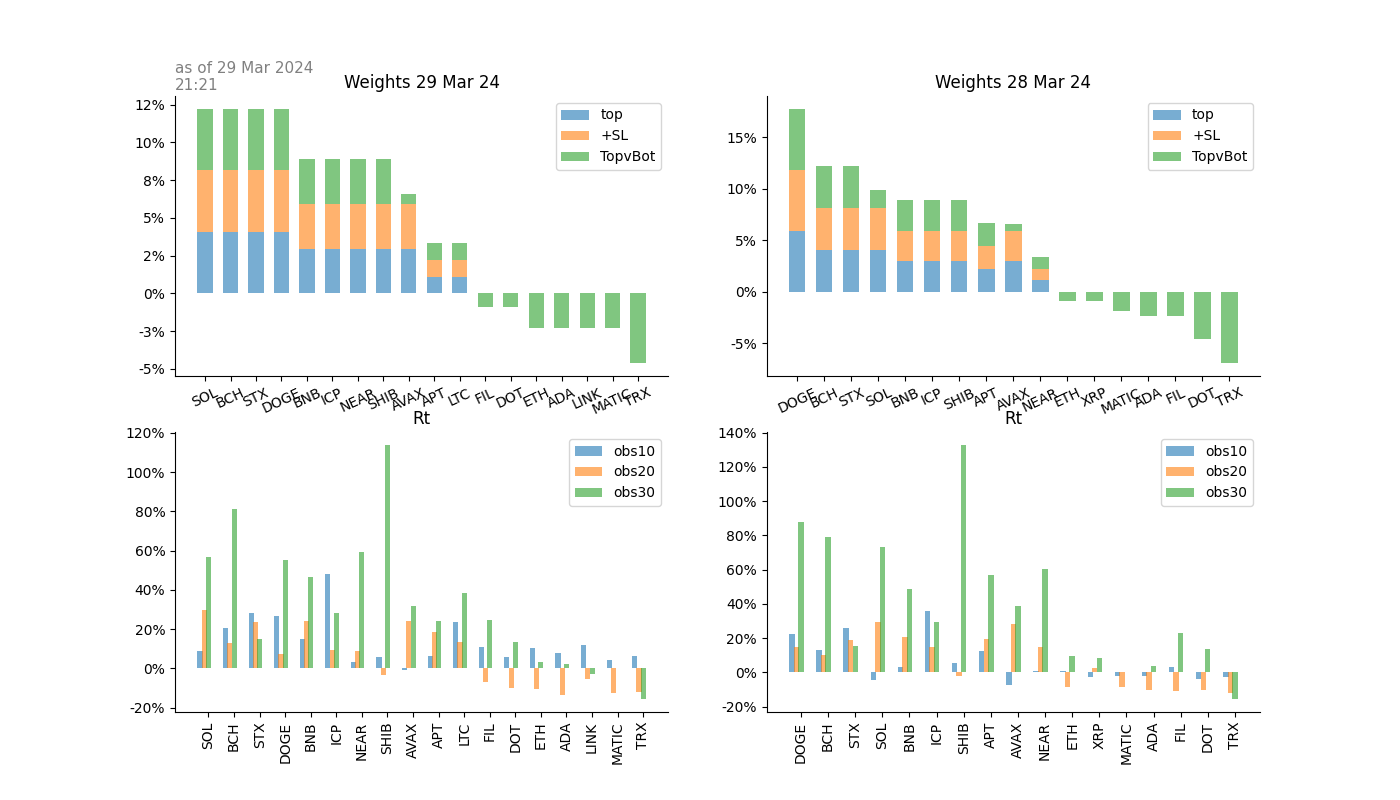 as of 29 Mar 2024
21:21
Weights 29 Mar 24
12%
10%
8%
5%
2%
0%
-3%
-5%
top
+SL
TopvBot
SOL BCH STX DOGE BNB ICP NEAR SHIB AVAX APT LTC FIL DOT ETH ADA LINK MATIC TRX
Weights 28 Mar 24
15%
10%
5%
0%
-5%
top
+SL
TopvBot
DOGE BCH STX SOL BNB ICP SHIB APT AVAX NEAR ETH XRP MATIC ADA FIL DOT TRX
Rt
120%
100%
80%
60%
40%
20%
0%
-20%
obs10
obs20
obs30
SOL BCH STX DOGE BNB ICP NEAR SHIB AVAX APT LTC FIL DOT ETH ADA LINK MATIC TRX
Rt
140%
120%
100%
80%
60%
40%
20%
0%
-20%
obs10
obs20
obs30
DOGE BCH STX SOL BNB ICP SHIB APT AVAX NEAR ETH XRP MATIC ADA FIL DOT TRX